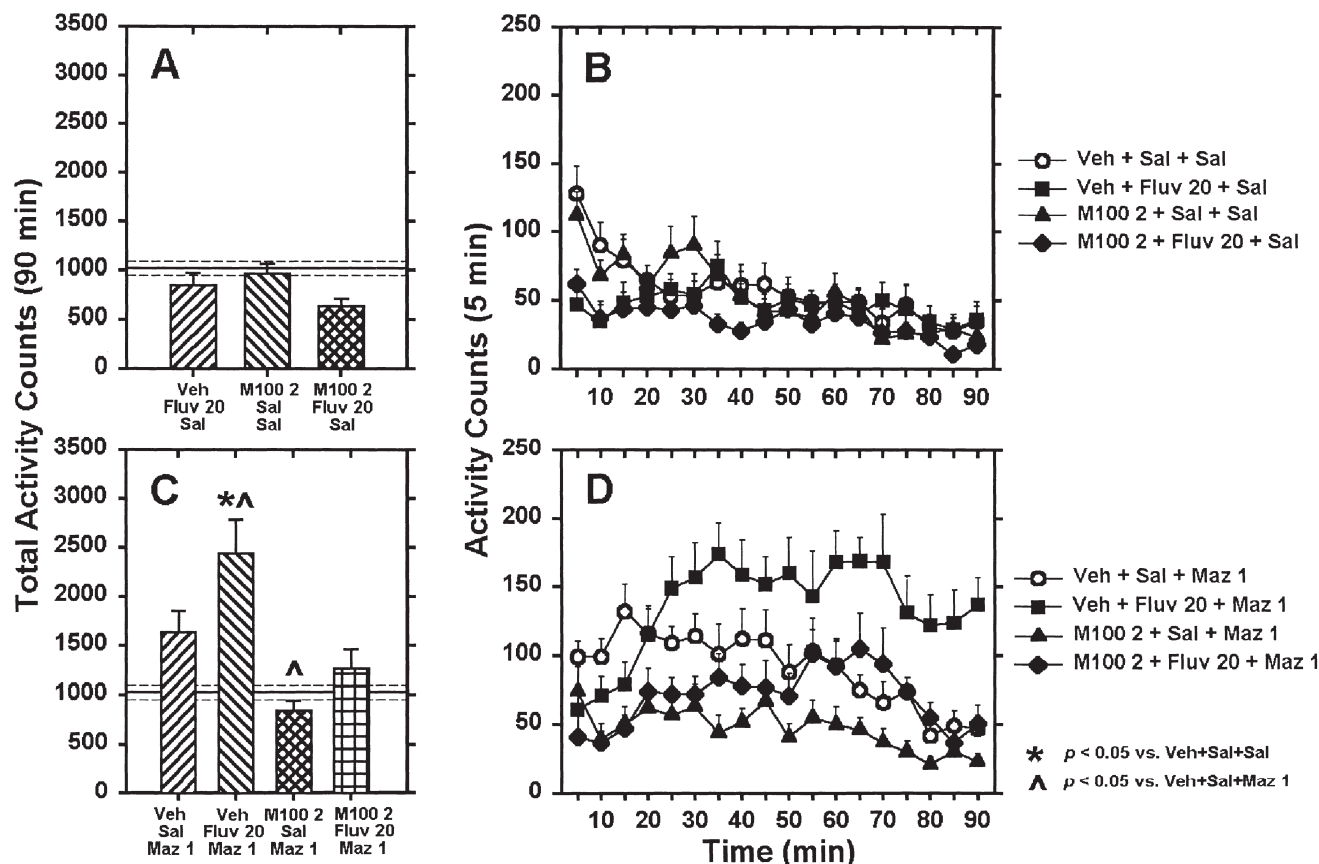 Total Activity Counts (90 min)
3500
3000
2500
2000
1500
1000
500
0
A
Veh
Fluv 20
Sal
M100 2
Sal
Sal
M100 2
Fluv 20
Sal
Activity Counts (5 min)
250
200
150
100
50
0
B
10 20 30 40 50 60 70 80 90
Veh + Sal + Sal
Veh + Fluv 20 + Sal
M100 2 + Sal + Sal
M100 2 + Fluv 20 + Sal
3500
3000
2500
2000
1500
1000
500
0
C
*^
^
Veh
Sal
Maz 1
Veh
Fluv 20
Maz 1
M100 2
Sal
Maz 1
M100 2
Fluv 20
Maz 1
250
200
150
100
50
0
D
10 20 30 40 50 60 70 80 90
Time (min)
Veh + Sal + Maz 1
Veh + Fluv 20 + Maz 1
M100 2 + Sal + Maz 1
M100 2 + Fluv 20 + Maz 1
* p < 0.05 vs. Veh+Sal+Sal
^ p < 0.05 vs. Veh+Sal+Maz 1